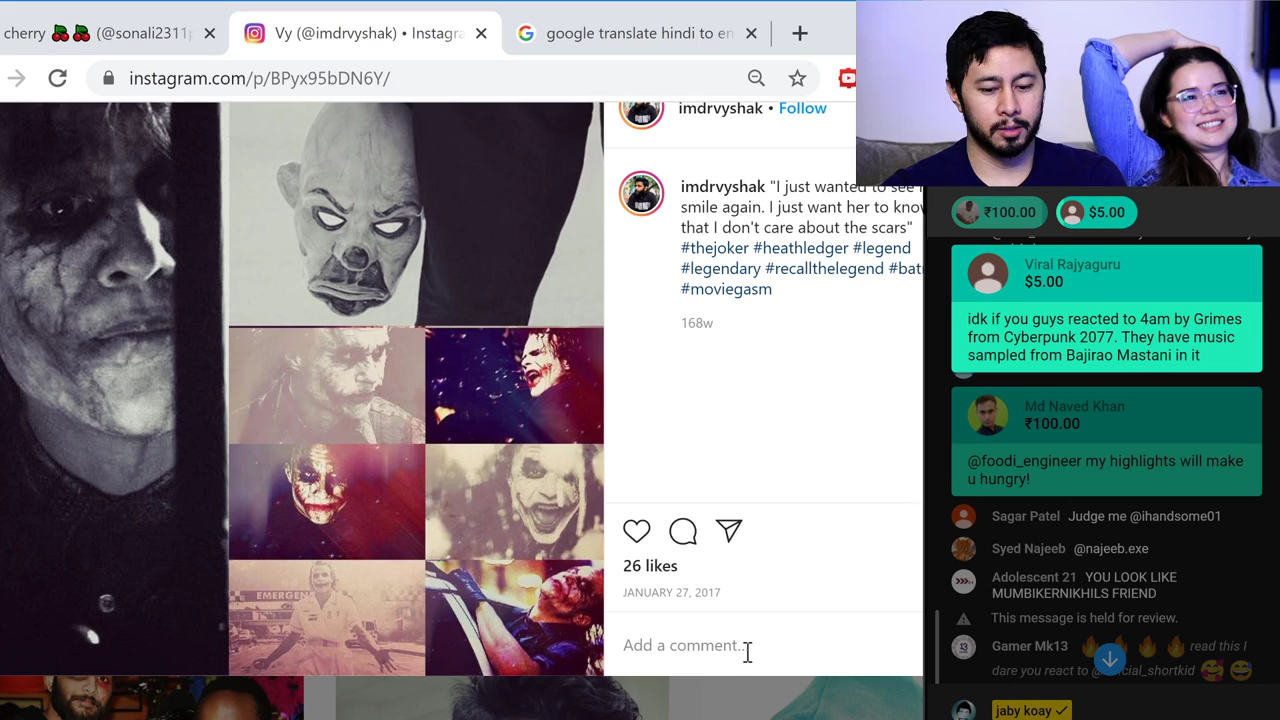 cherry 🍒 🍒 (@sonali2311
Vy (@imdrvyshak) • Instagra
google translate hindi to en
instagram.com/p/BPyx95bDN6Y/
imdrvyshak • Follow
imdrvyshak "I just wanted to see
smile again. I just want her to know
that I don't care about the scars"
#thejoker #heathledger #legend
#legendary #recallthelegend #bat
#moviegasm
168w
EMERGEN
26 likes
JANUARY 27, 2017
Add a comment...
₹100.00
$5.00
Viral Rajyaguru
$5.00
idk if you guys reacted to 4am by Grimes
from Cyberpunk 2077. They have music
sampled from Bajirao Mastani in it
Md Naved Khan
₹100.00
@foodi_engineer my highlights will make
u hungry!
Sagar Patel Judge me @ihandsome01
Syed Najeeb @najeeb.exe
Adolescent 21 YOU LOOK LIKE
MUMBIKERNIKHILS FRIEND
This message is held for review.
Gamer Mk13 🔥 🔥 🔥 🔥 read this I
dare you react to cial_shortkid 🥰 😅
jaby koay ✓